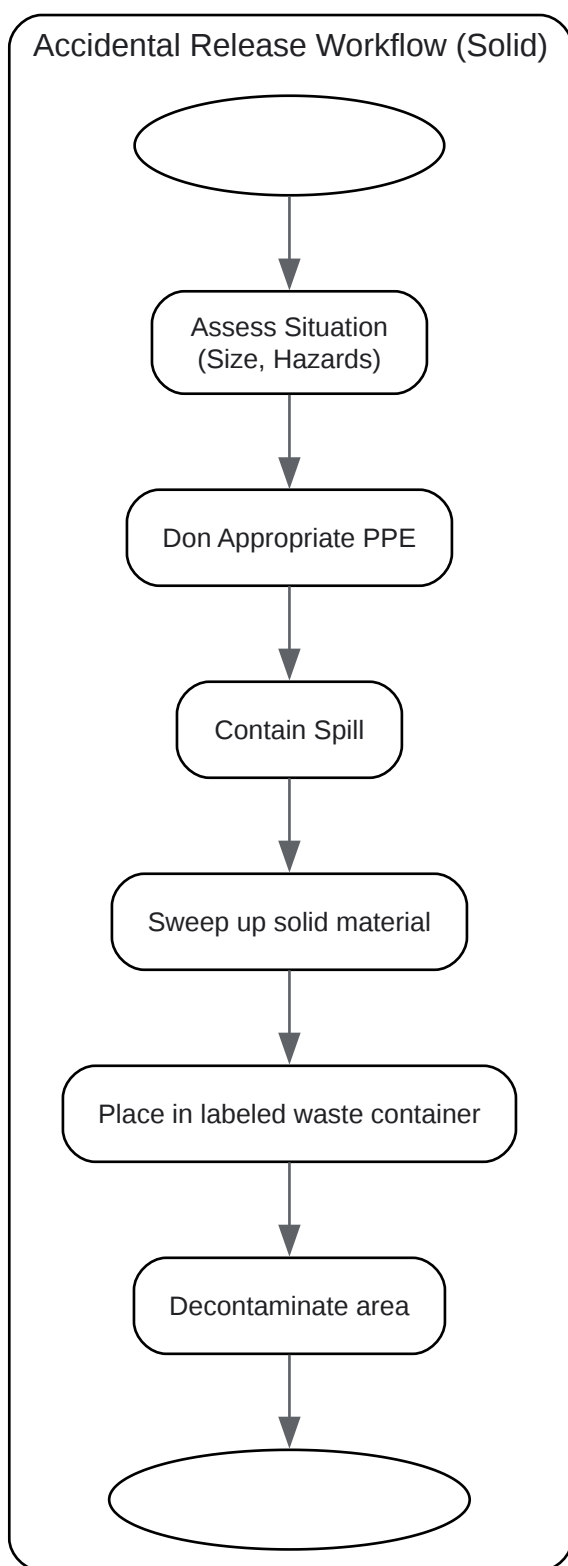 Accidental Release Workflow (Solid)
Assess Situation
(Size, Hazards)
Don Appropriate PPE
Contain Spill
Sweep up solid material
Place in labeled waste container
Decontaminate area